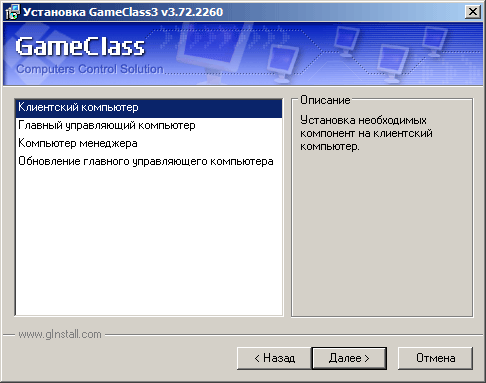 Установка GameClass3 v3.72.2260
GameClass
Computers Control Solution
Клиентский компьютер
Главный управляющий компьютер
Компьютер менеджера
Обновление главного управляющего компьютера
Описание
Установка необходимых
компонент на клиентский
компьютер.
www.ginstall.com
< Назад
Далее >
Отмена